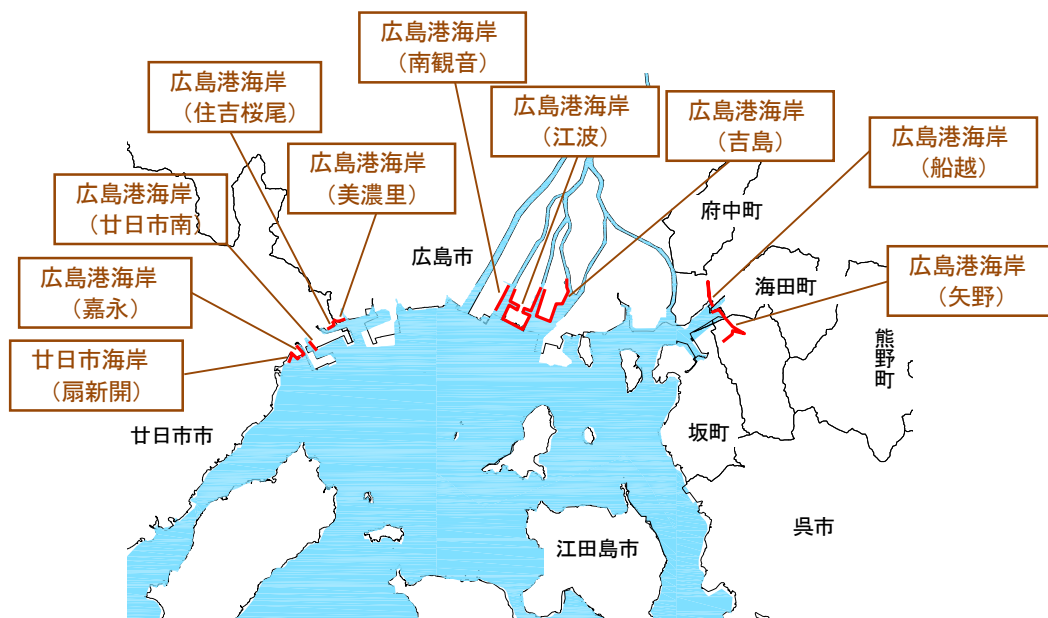 広島港海岸
（南観音）
広島港海岸
（住吉桜尾）
広島港海岸
（江波）
広島港海岸
（吉島）
広島港海岸
（船越）
広島港海岸
（美濃里）
広島港海岸
（廿日市南）
府中町
広島市
広島港海岸
（矢野）
海田町
広島港海岸
（嘉永）
熊野町
廿日市海岸
（扇新開）
廿日市市
坂町
呉市
江田島市